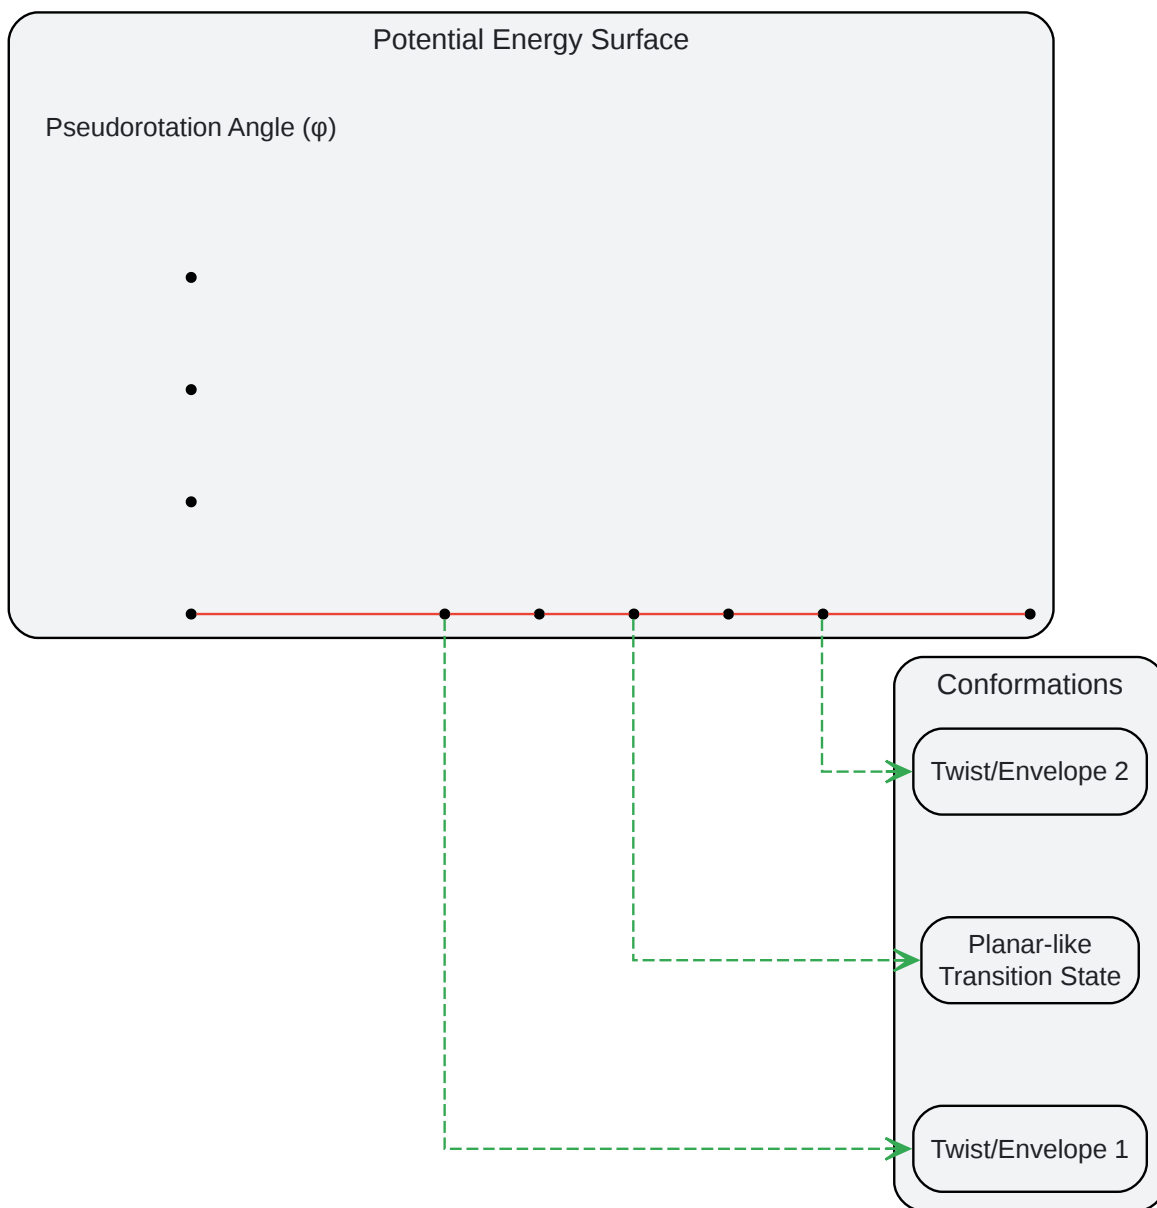 Potential Energy Surface
Pseudorotation Angle (φ)
Conformations
Twist/Envelope 2
Planar-like
Transition State
Twist/Envelope 1